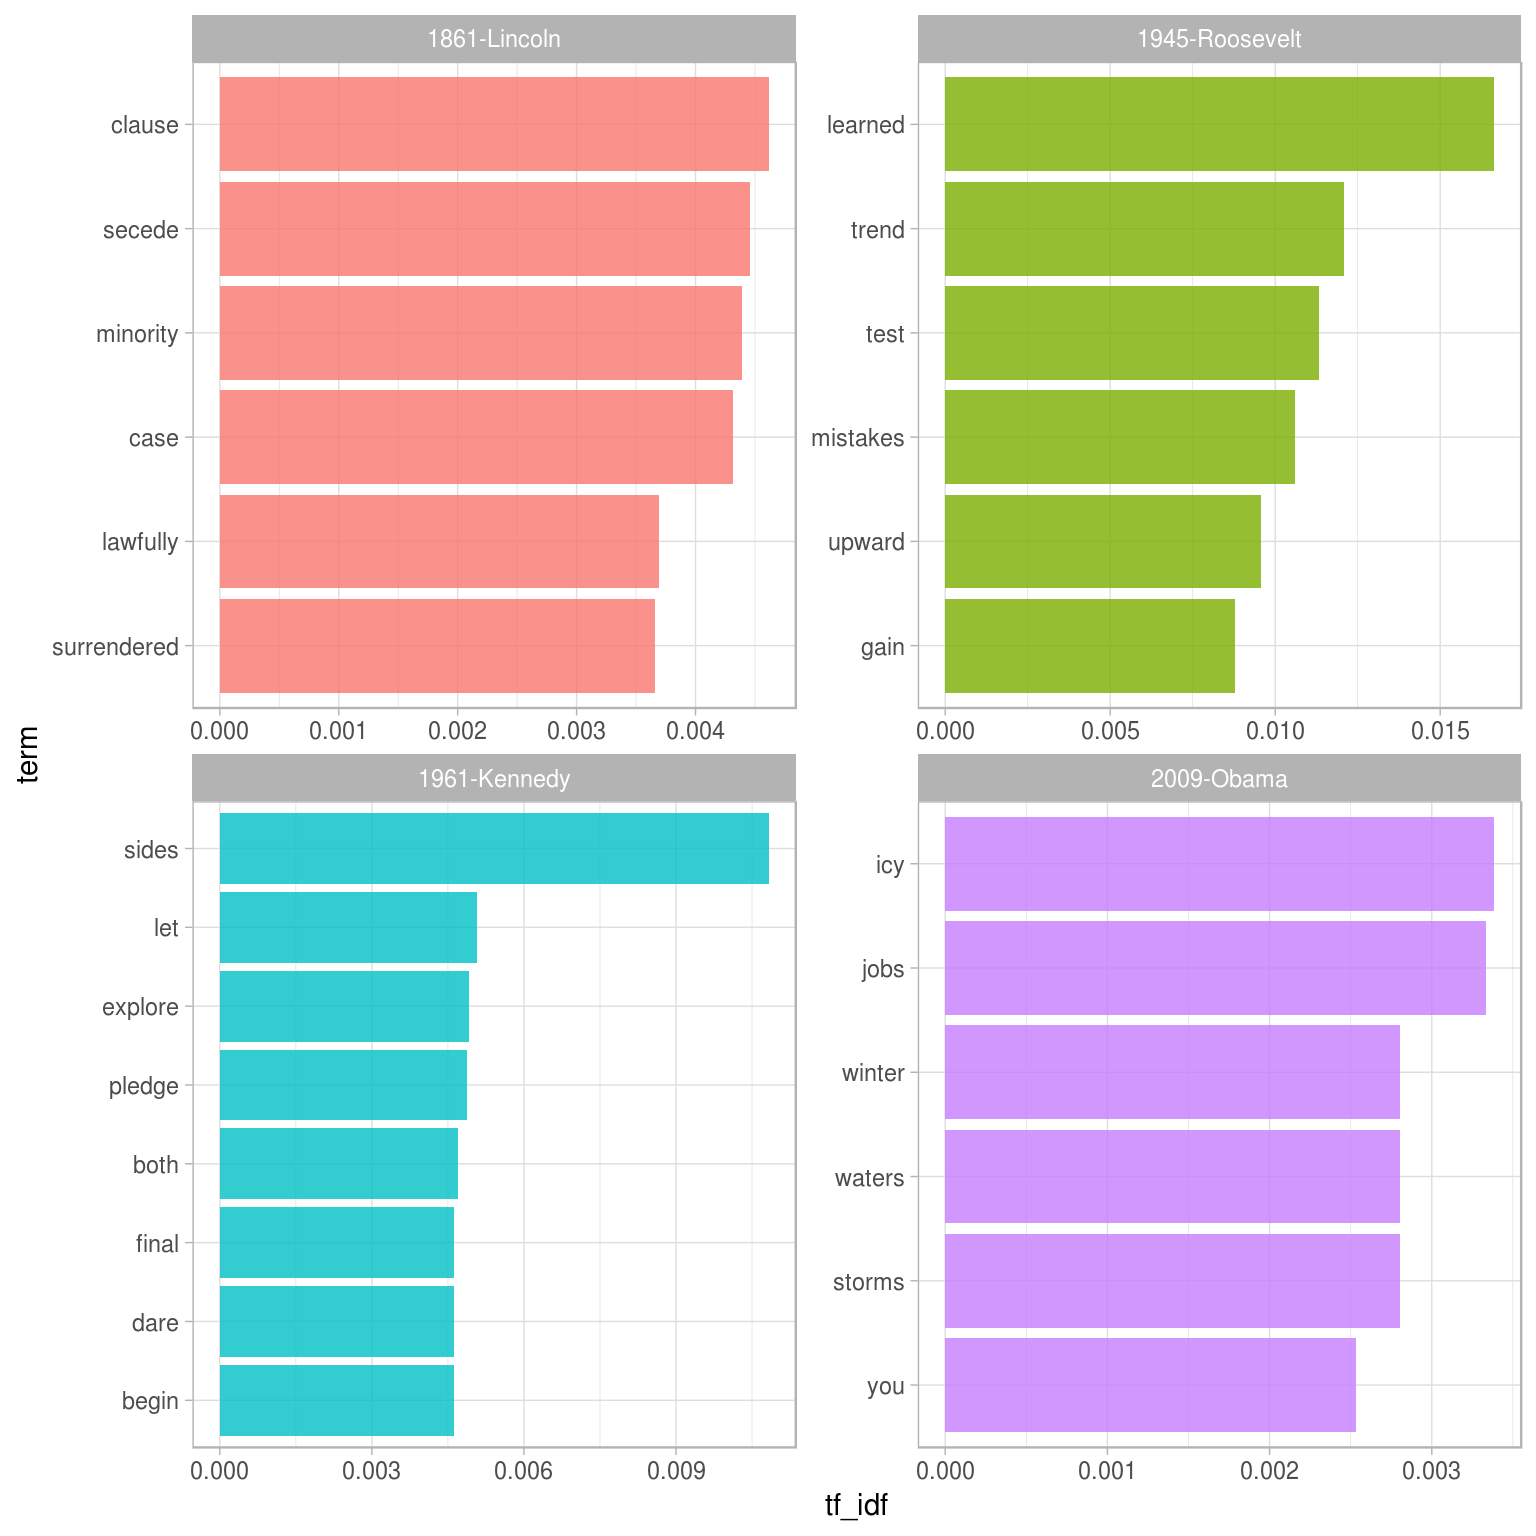 1861-Lincoln
clause
secede
minority
case
lawfully
surrendered
0.000 0.001 0.002 0.003 0.004
1945-Roosevelt
learned
trend
test
mistakes
upward
gain
0.000 0.005 0.010 0.015
1961-Kennedy
sides
let
explore
pledge
both
final
dare
begin
0.000 0.003 0.006 0.009
2009-Obama
icy
jobs
winter
waters
storms
you
0.000 0.001 0.002 0.003
term
tf_idf